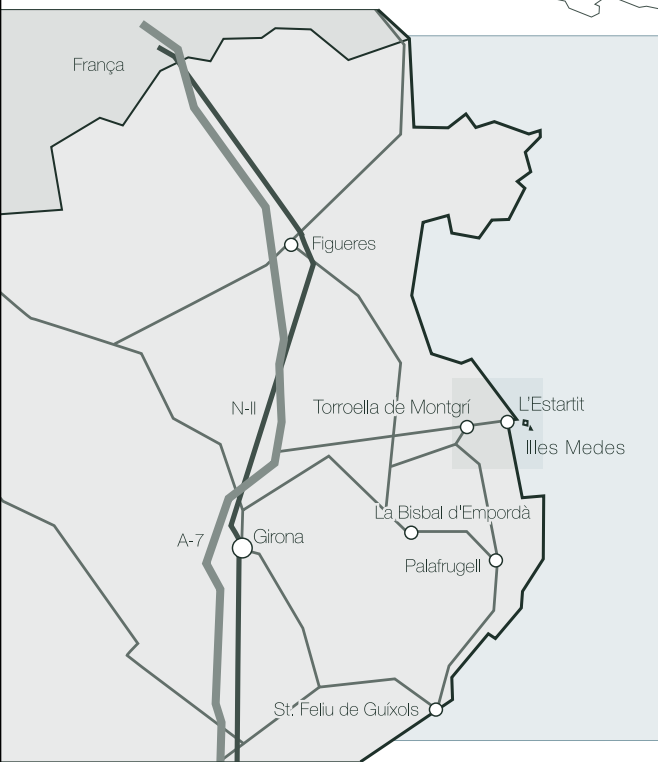 França
Figueres
N-II
Torroella de Montgrí
L'Estartit
Illes Medes
La Bisbal d'Empordà
A-7
Girona
Palafrugell
St. Feliu de Guíxols